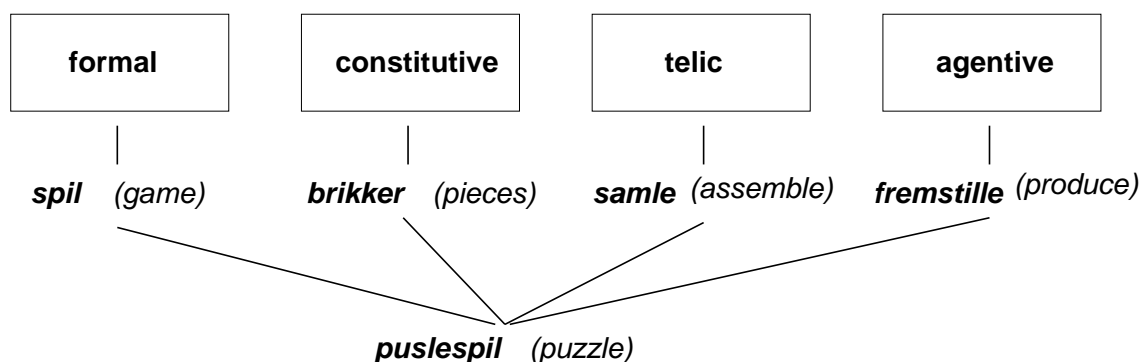 formal constitutive telic agentive
spil (game) brikker (pieces) samle (assemble) fremstille (produce)
puslespil (puzzle)